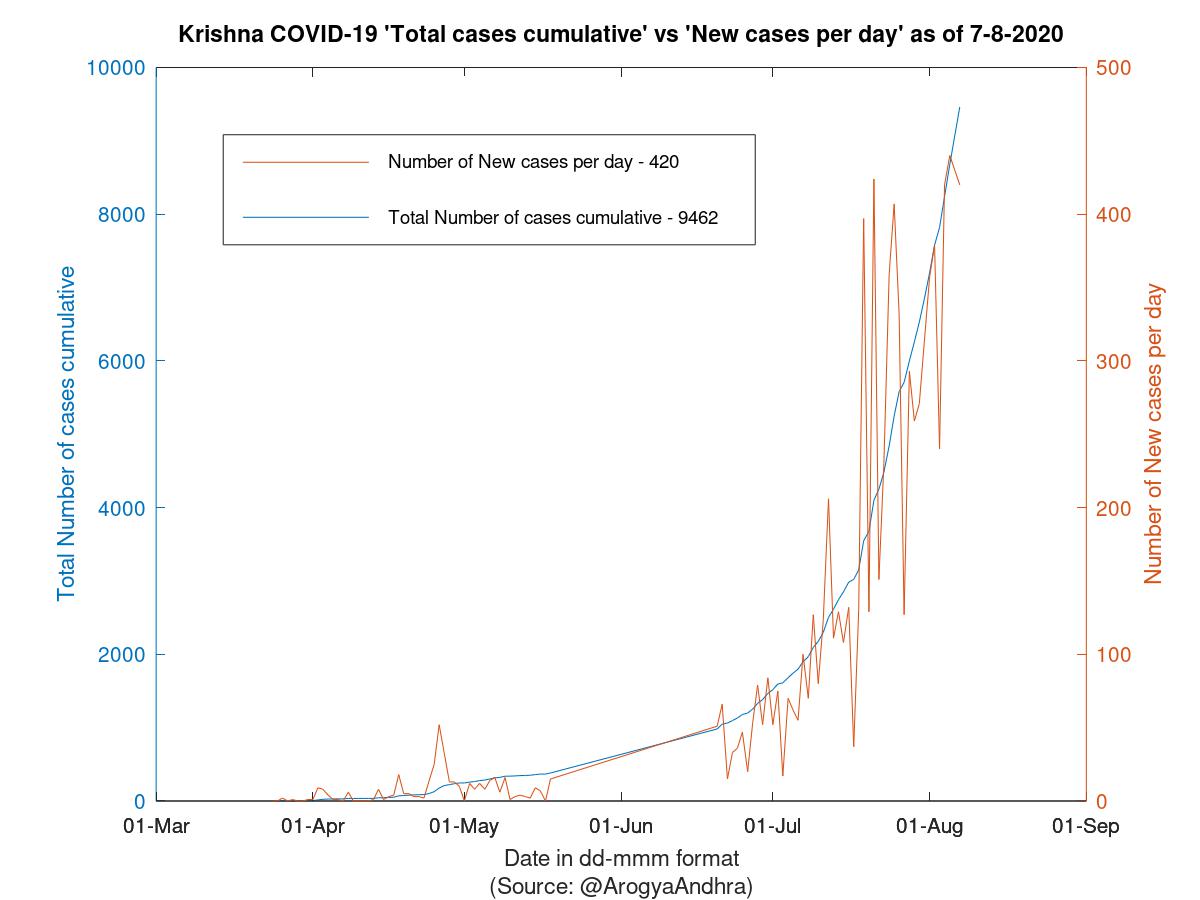 Krishna COVID-19 'Total cases cumulative' vs 'New cases per day' as of 7-8-2020
10000
8000
6000
4000
2000
0
500
400
300
200
100
0
Total Number of cases cumulative
Number of New cases per day
Number of New cases per day - 420
Total Number of cases cumulative - 9462
01-Mar 01-Apr 01-May 01-Jun 01-Jul 01-Aug 01-Sep
Date in dd-mmm format
(Source: @ArogyaAndhra)